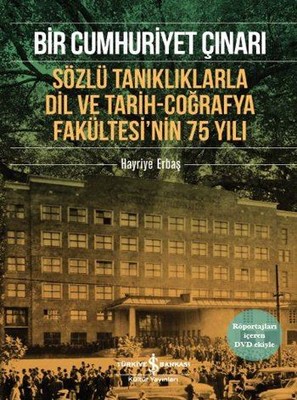 BİR CUMHURİYET ÇINARI
SÖZLÜ TANIKLIKLARLA
DİL VE TARİH-COĞRAFYA
FAKÜLTESİ'NİN 75 YILI
Hayriye Erbaş
Röportajları
içeren
DVD ekiyle
TÜRKİYE İŞ BANKASI
Kültür Yayınları